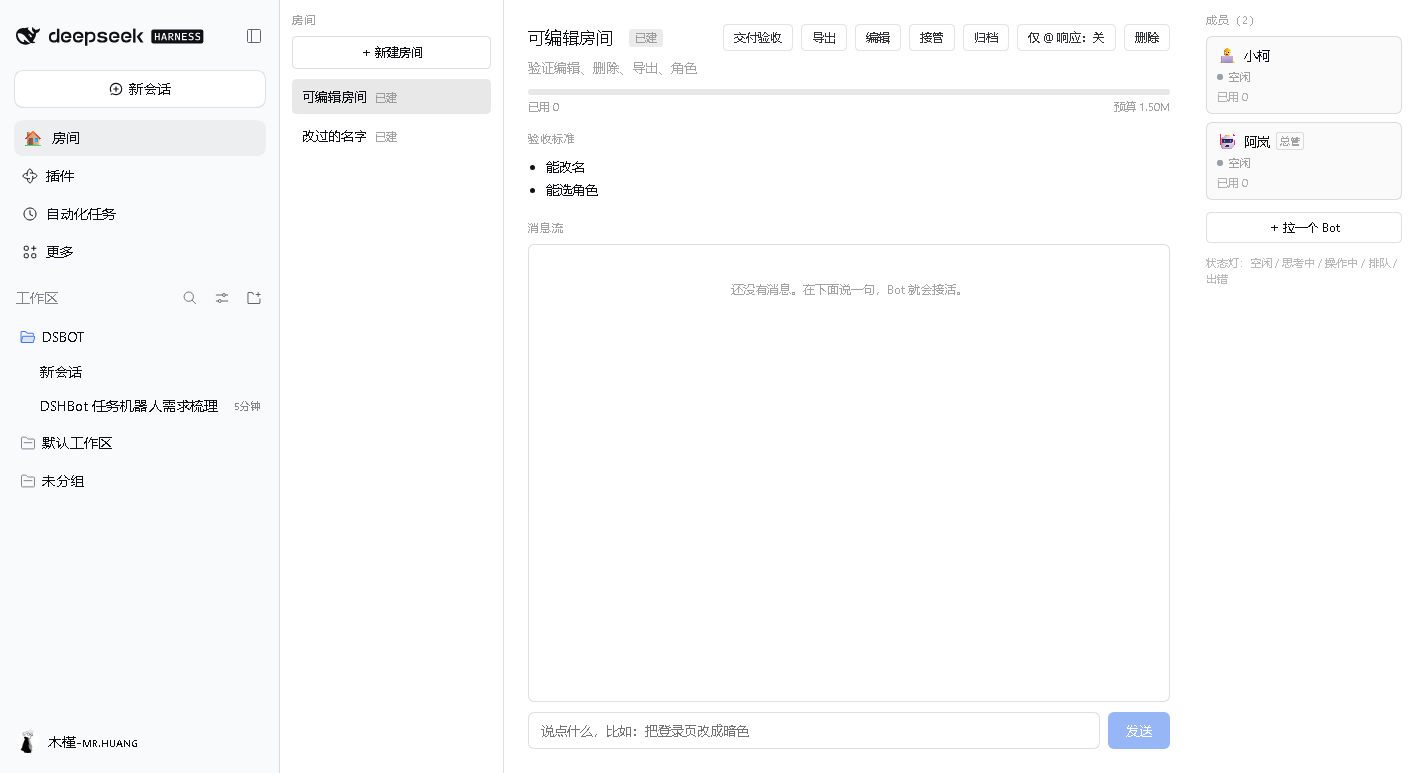 deepseek HARNESS
新会话
房间
插件
自动化任务
更多
工作区
DSBOT
新会话
DSHBot 任务机器人需求梳理 5分钟
默认工作区
未分组
木槿-MR.HUANG
房间
+ 新建房间
可编辑房间 已建
改过的名字 已建
可编辑房间 已建
交付验收 导出 编辑 接管 归档 仅 @ 响应：关 删除
验证编辑、删除、导出、角色
已用 0 预算 1.50M
验收标准
• 能改名
• 能选角色
消息流
还没有消息。在下面说一句，Bot 就会接活。
说点什么，比如：把登录页改成暗色 发送
成员（2）
小柯
空闲
已用 0
阿岚 总管
空闲
已用 0
+ 拉一个 Bot
状态灯：空闲 / 思考中 / 操作中 / 排队 /
出错